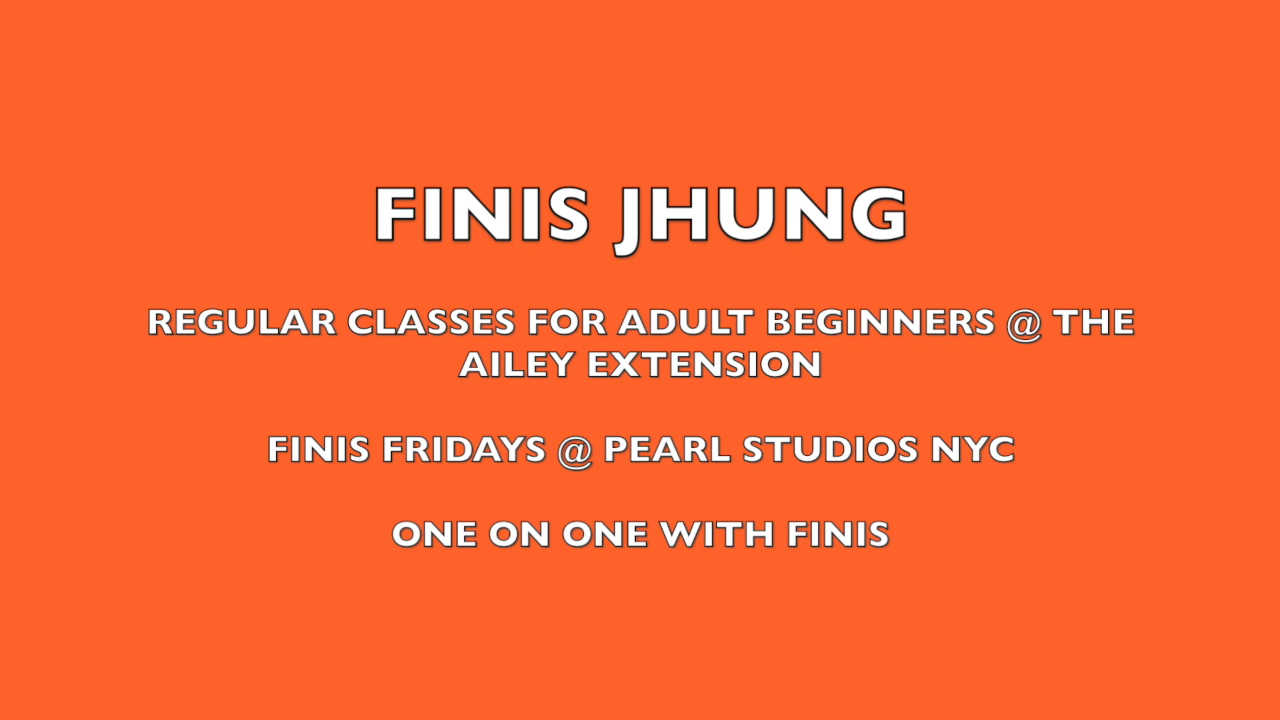 FINIS JHUNG
REGULAR CLASSES FOR ADULT BEGINNERS @ THE
AILEY EXTENSION
FINIS FRIDAYS @ PEARL STUDIOS NYC
ONE ON ONE WITH FINIS